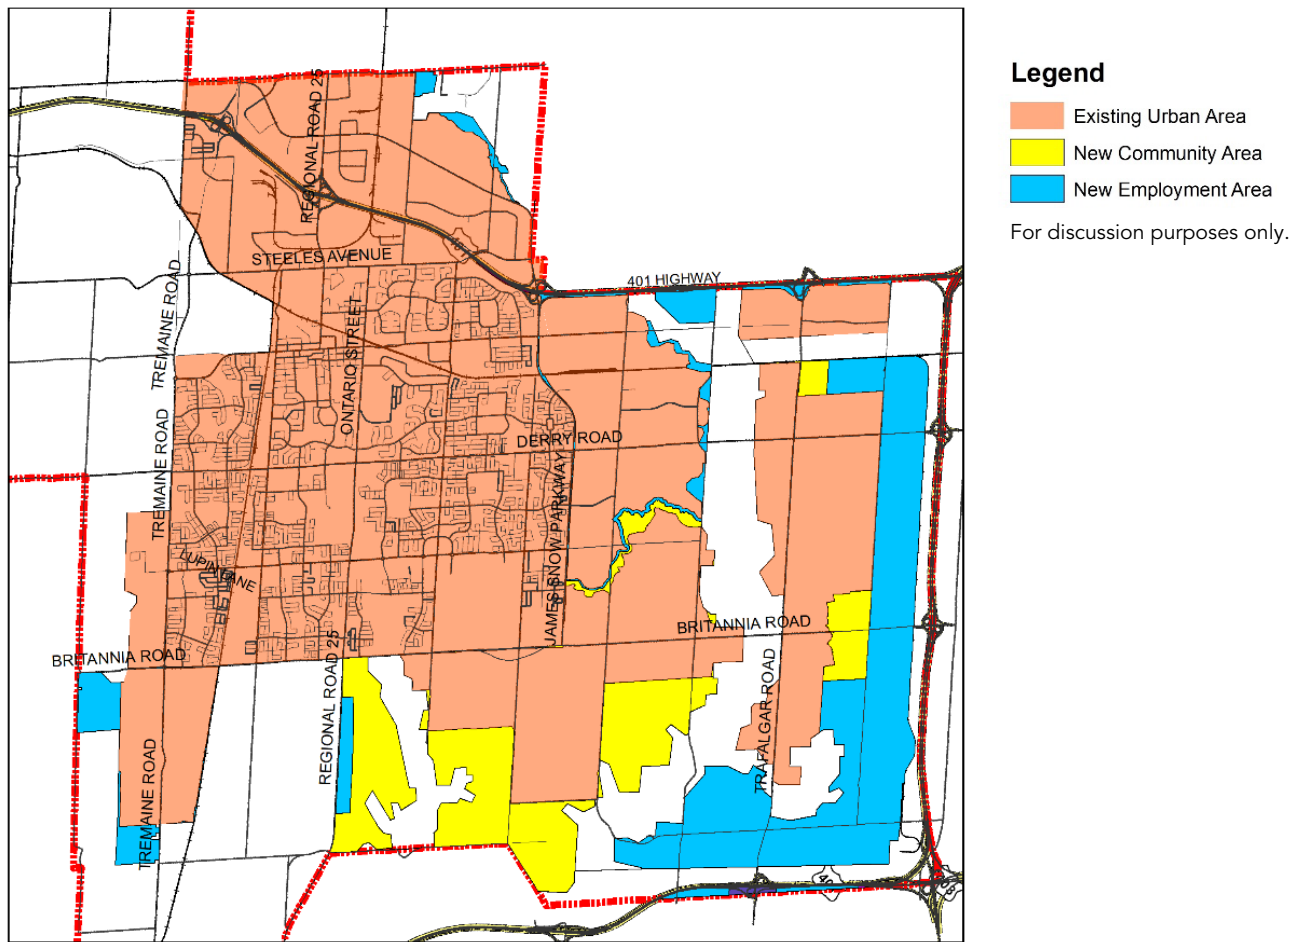 Legend
Existing Urban Area
New Community Area
New Employment Area
For discussion purposes only.
REGIONAL ROAD 25
STEELES AVENUE
401 HIGHWAY
TREMAINE ROAD
ONTARIO STREET
DERRY ROAD
TREMAINE ROAD
JAMES SNOW PARKWAY
LUPIN LANE
BRITANNIA ROAD
BRITANNIA ROAD
REGIONAL ROAD 25
TRAFALGAR ROAD
TREMAINE ROAD